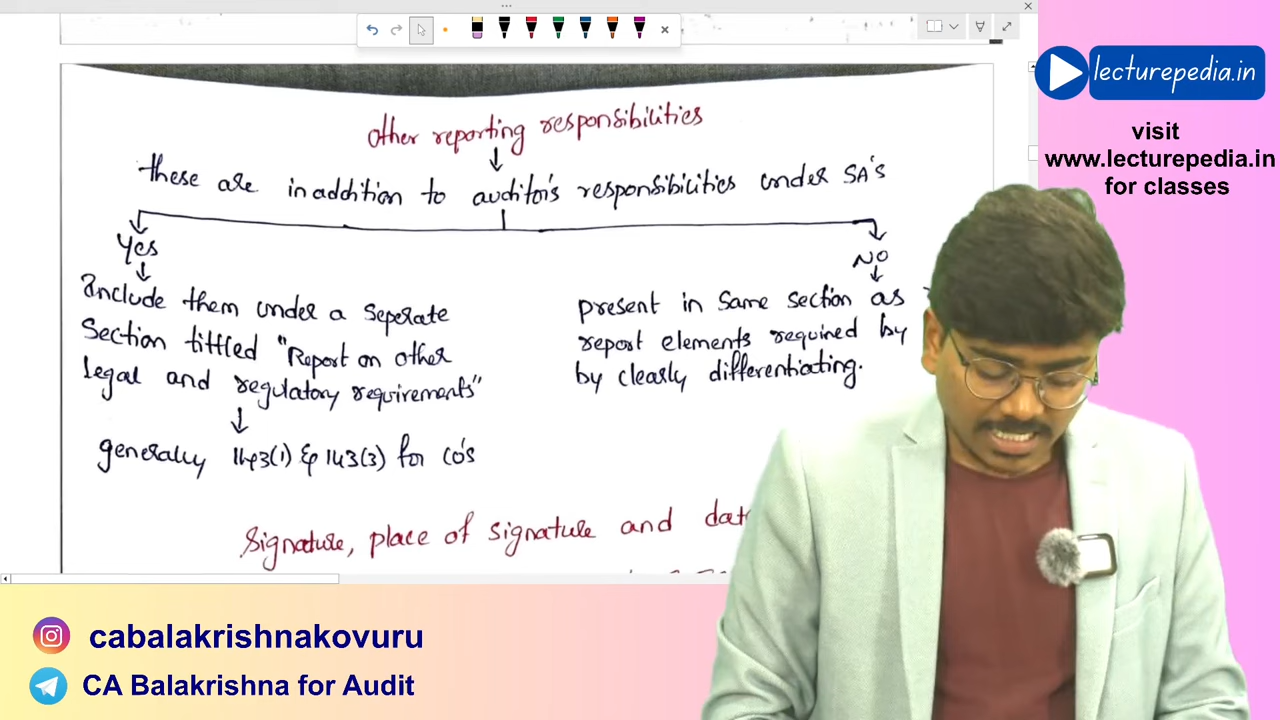 other reporting responsibilities
these are in addition to auditor's responsibilities under SA's
Yes
NO
Include them under a seperate
Section tittled "Report on other
legal and regulatory requirements"
generally 143(1) & 143(3) for co's
present in same section as
report elements required by
by clearly differentiating.
Signature, place of signature and dat
lecturepedia.in
visit
www.lecturepedia.in
for classes
cabalakrishnakovuru
CA Balakrishna for Audit